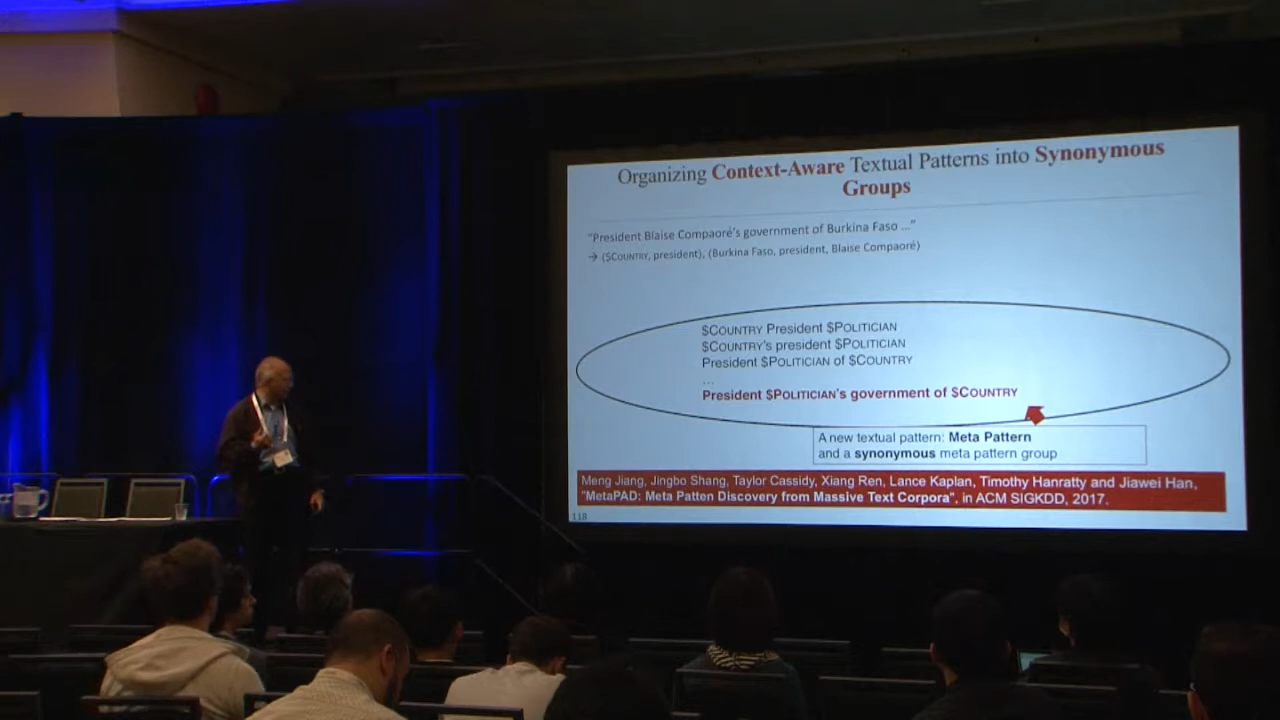 Organizing Context-Aware Textual Patterns into Synonymous
Groups
"President Blaise Compaoré's government of Burkina Faso ..."
→ ($COUNTRY, president), (Burkina Faso, president, Blaise Compaoré)
$COUNTRY President $POLITICIAN
$COUNTRY's president $POLITICIAN
President $POLITICIAN of $COUNTRY
...
President $POLITICIAN's government of $COUNTRY
A new textual pattern: Meta Pattern
and a synonymous meta pattern group
Meng Jiang, Jingbo Shang, Taylor Cassidy, Xiang Ren, Lance Kaplan, Timothy Hanratty and Jiawei Han,
"MetaPAD: Meta Patten Discovery from Massive Text Corpora", in ACM SIGKDD, 2017.
118